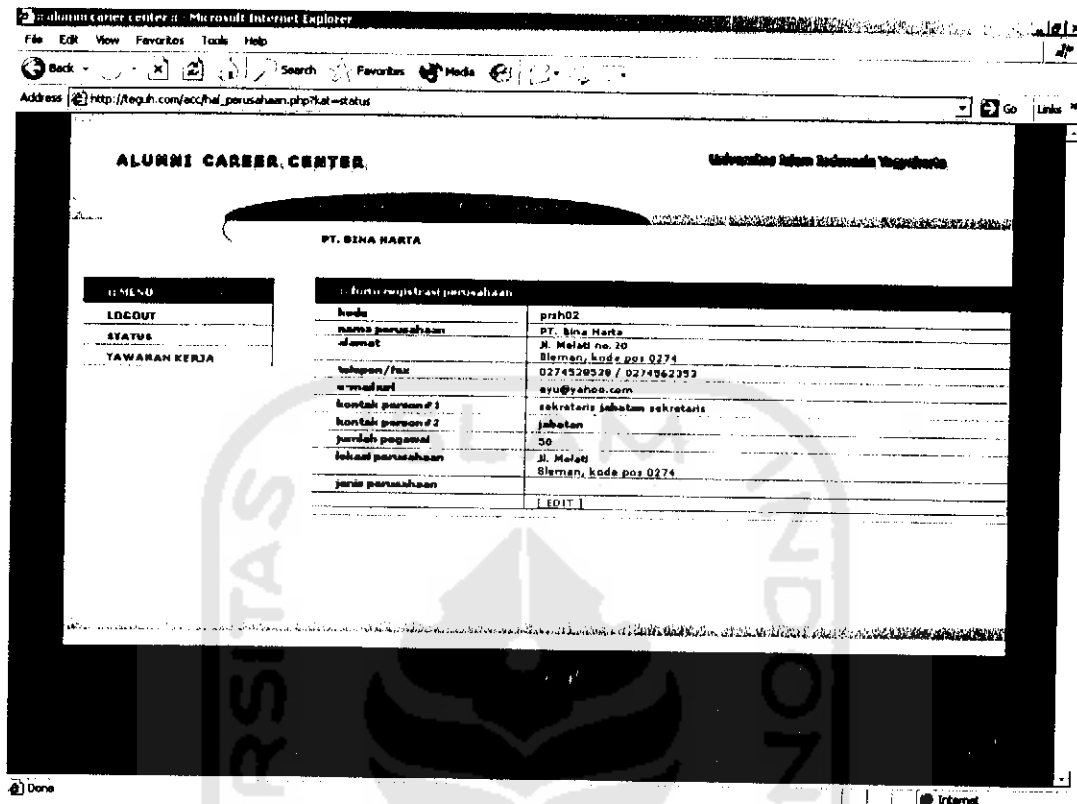 :: alumni carier center :: - Microsoft Internet Explorer
File Edit View Favorites Tools Help
Back Search Favorites Media
Address http://teguh.com/acc/hal_perusahaan.php?kat=status Go Links
ALUMNI CAREER CENTER Universitas Islam Indonesia Yogyakarta
PT. BINA HARTA
:: MENU
LOGOUT
STATUS
TAWARAN KERJA
:: form registrasi perusahaan
kode prsh02
nama perusahaan PT. Bina Harta
alamat Jl. Melati no. 20
Sleman, kode pos 0274
telepon/fax 0274528528 / 0274562353
e-mail/url ayu@yahoo.com
kontak person#1 sekretaris jabatan sekretaris
kontak person#2 jabatan
jumlah pegawai 50
lokasi perusahaan Jl. Melati
Sleman, kode pos 0274
jenis perusahaan
[ EDIT ]
Done Internet